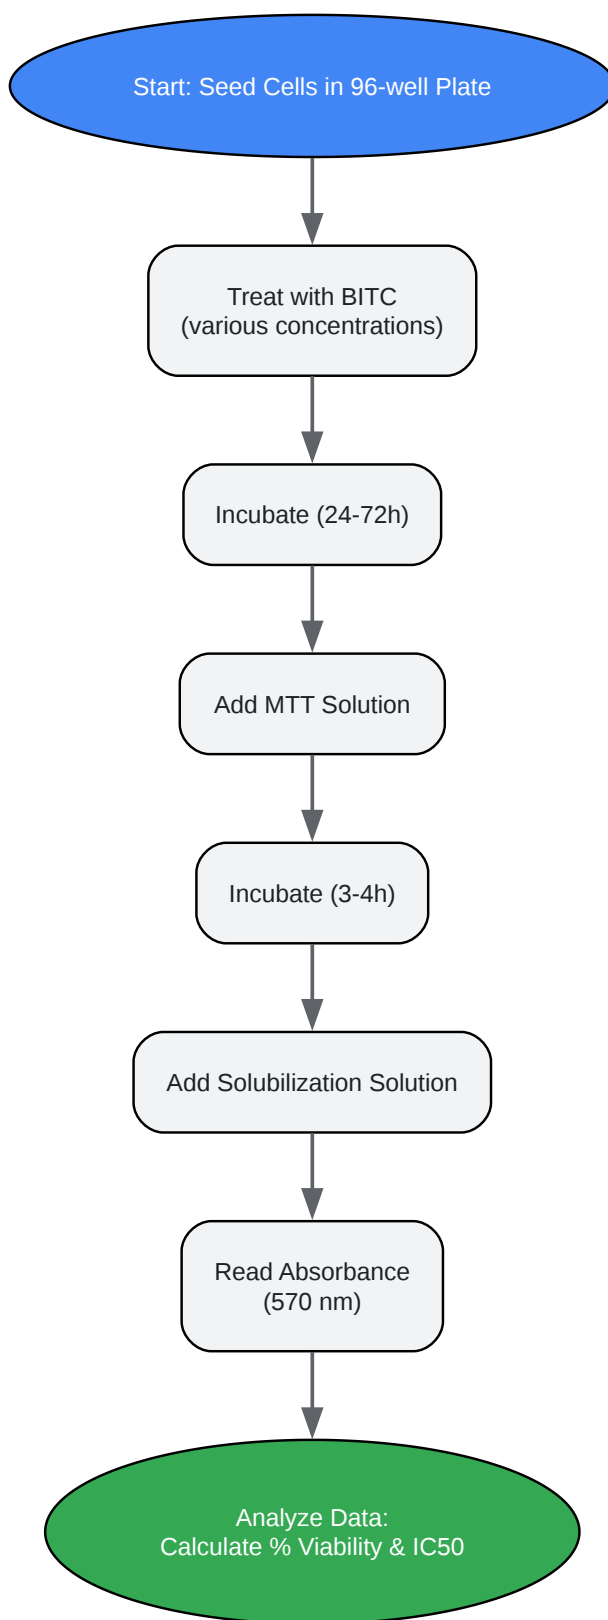 Start: Seed Cells in 96-well Plate
Treat with BITC
(various concentrations)
Incubate (24-72h)
Add MTT Solution
Incubate (3-4h)
Add Solubilization Solution
Read Absorbance
(570 nm)
Analyze Data:
Calculate % Viability & IC50